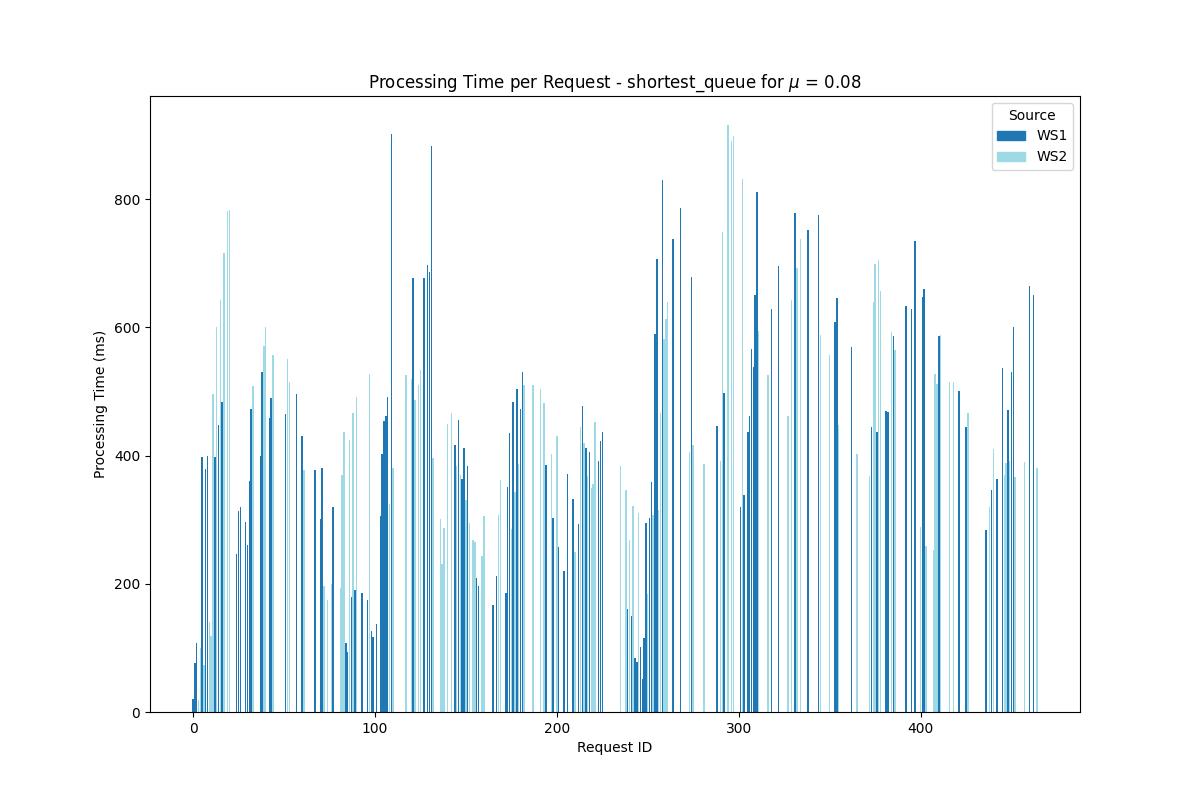 Processing Time per Request - shortest_queue for μ = 0.08
Source
WS1
WS2
Processing Time (ms)
800
600
400
200
0
0 100 200 300 400
Request ID